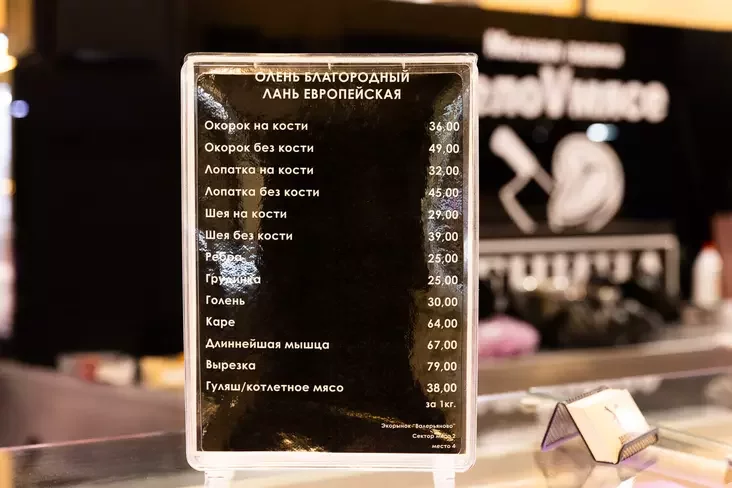 ОЛЕНЬ БЛАГОРОДНЫЙ
ЛАНЬ ЕВРОПЕЙСКАЯ
Окорок на кости 36,00
Окорок без кости 49,00
Лопатка на кости 32,00
Лопатка без кости 45,00
Шея на кости 29,00
Шея без кости 39,00
Ребра 25,00
Грудинка 25,00
Голень 30,00
Каре 64,00
Длиннейшая мышца 67,00
Вырезка 79,00
Гуляш/котлетное мясо 38,00
за 1кг.
Экорынок "Валерьяново"
Сектор мясо 2
место 4
елоVмясе